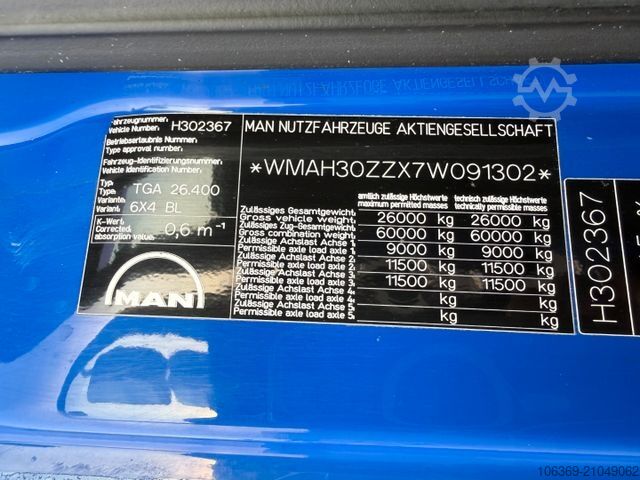 Fahrzeugnummer:
Vehicle Number: H302367
Betriebserlaubnis Nummer:
Type approval number:
Fahrzeug-Identifizierungsnummer:
Vehicle Identification Number:
Typ:
Type: TGA 26.400
Variante:
Variant: 6X4 BL
K-Wert:
Corrected
absorbtion value: 0,6 m-1
MAN
MAN NUTZFAHRZEUGE AKTIENGESELLSCHAFT
*WMAH30ZZX7W091302*
amtlich zulässige Höchstwerte technisch zulässige Höchstwerte
maximum permitted masses technically permissible masses
Zulässiges Gesamtgewicht:
Gross vehicle weight: 26000 kg 26000 kg
Zulässiges Zug-Gesamtgewicht:
Gross combination weight: 60000 kg 60000 kg
Zulässige Achslast Achse 1:
Permissible axle load axle 1: 9000 kg 9000 kg
Zulässige Achslast Achse 2:
Permissible axle load axle 2: 11500 kg 11500 kg
Zulässige Achslast Achse 3:
Permissible axle load axle 3: 11500 kg 11500 kg
Zulässige Achslast Achse 4:
Permissible axle load axle 4: kg kg
Zulässige Achslast Achse 5:
Permissible axle load axle 5: kg kg
H302367
106369-21049062